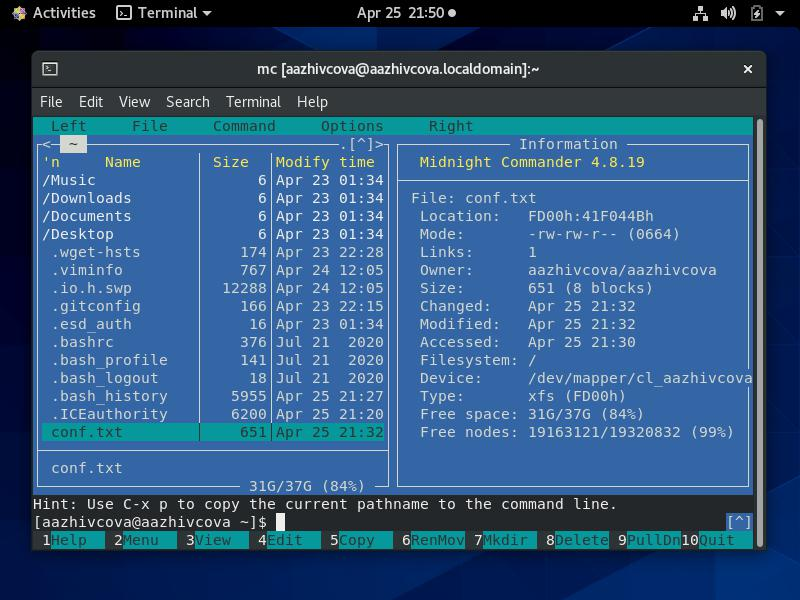 Activities Terminal Apr 25 21:50
mc [aazhivcova@aazhivcova.localdomain]:~
File Edit View Search Terminal Help
Left File Command Options Right
<- ~ .[^]>
Information
'n Name Size Modify time
Midnight Commander 4.8.19
/Music 6 Apr 23 01:34
/Downloads 6 Apr 23 01:34
File: conf.txt
/Documents 6 Apr 23 01:34
Location: FD00h:41F044Bh
/Desktop 6 Apr 23 01:34
Mode: -rw-rw-r-- (0664)
.wget-hsts 174 Apr 23 22:28
Links: 1
.viminfo 767 Apr 24 12:05
Owner: aazhivcova/aazhivcova
.io.h.swp 12288 Apr 24 12:05
Size: 651 (8 blocks)
.gitconfig 166 Apr 23 22:15
Changed: Apr 25 21:32
.esd_auth 16 Apr 23 01:34
Modified: Apr 25 21:32
.bashrc 376 Jul 21 2020
Accessed: Apr 25 21:30
.bash_profile 141 Jul 21 2020
Filesystem: /
.bash_logout 18 Jul 21 2020
Device: /dev/mapper/cl_aazhivcova
.bash_history 5955 Apr 25 21:27
Type: xfs (FD00h)
.ICEauthority 6200 Apr 25 21:20
Free space: 31G/37G (84%)
conf.txt 651 Apr 25 21:32
Free nodes: 19163121/19320832 (99%)
conf.txt
31G/37G (84%)
Hint: Use C-x p to copy the current pathname to the command line.
[aazhivcova@aazhivcova ~]$ [^]
1Help 2Menu 3View 4Edit 5Copy 6RenMov 7Mkdir 8Delete 9PullDn 10Quit